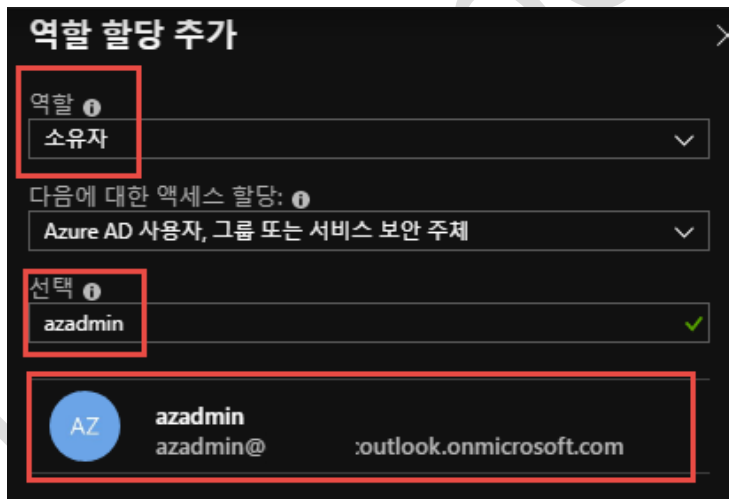 역할 할당 추가
역할
소유자
다음에 대한 액세스 할당:
Azure AD 사용자, 그룹 또는 서비스 보안 주체
선택
azadmin
AZ
azadmin
azadmin@ :outlook.onmicrosoft.com